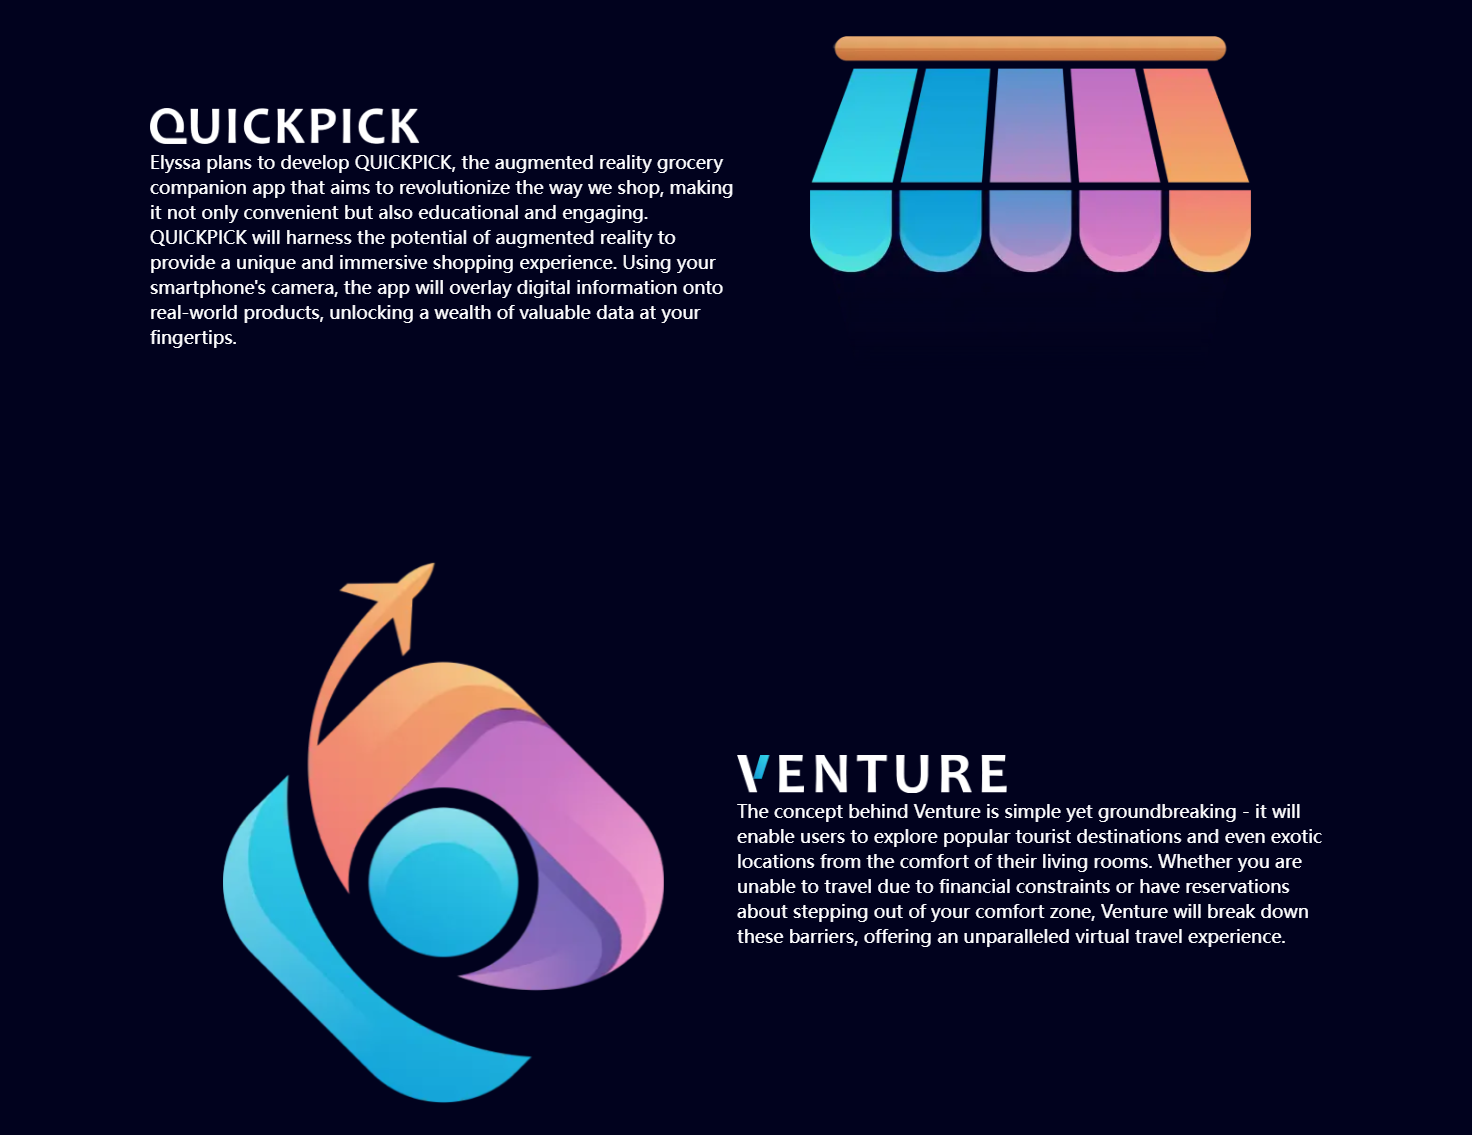 QUICKPICK
Elyssa plans to develop QUICKPICK, the augmented reality grocery
companion app that aims to revolutionize the way we shop, making
it not only convenient but also educational and engaging.
QUICKPICK will harness the potential of augmented reality to
provide a unique and immersive shopping experience. Using your
smartphone's camera, the app will overlay digital information onto
real-world products, unlocking a wealth of valuable data at your
fingertips.
VENTURE
The concept behind Venture is simple yet groundbreaking - it will
enable users to explore popular tourist destinations and even exotic
locations from the comfort of their living rooms. Whether you are
unable to travel due to financial constraints or have reservations
about stepping out of your comfort zone, Venture will break down
these barriers, offering an unparalleled virtual travel experience.